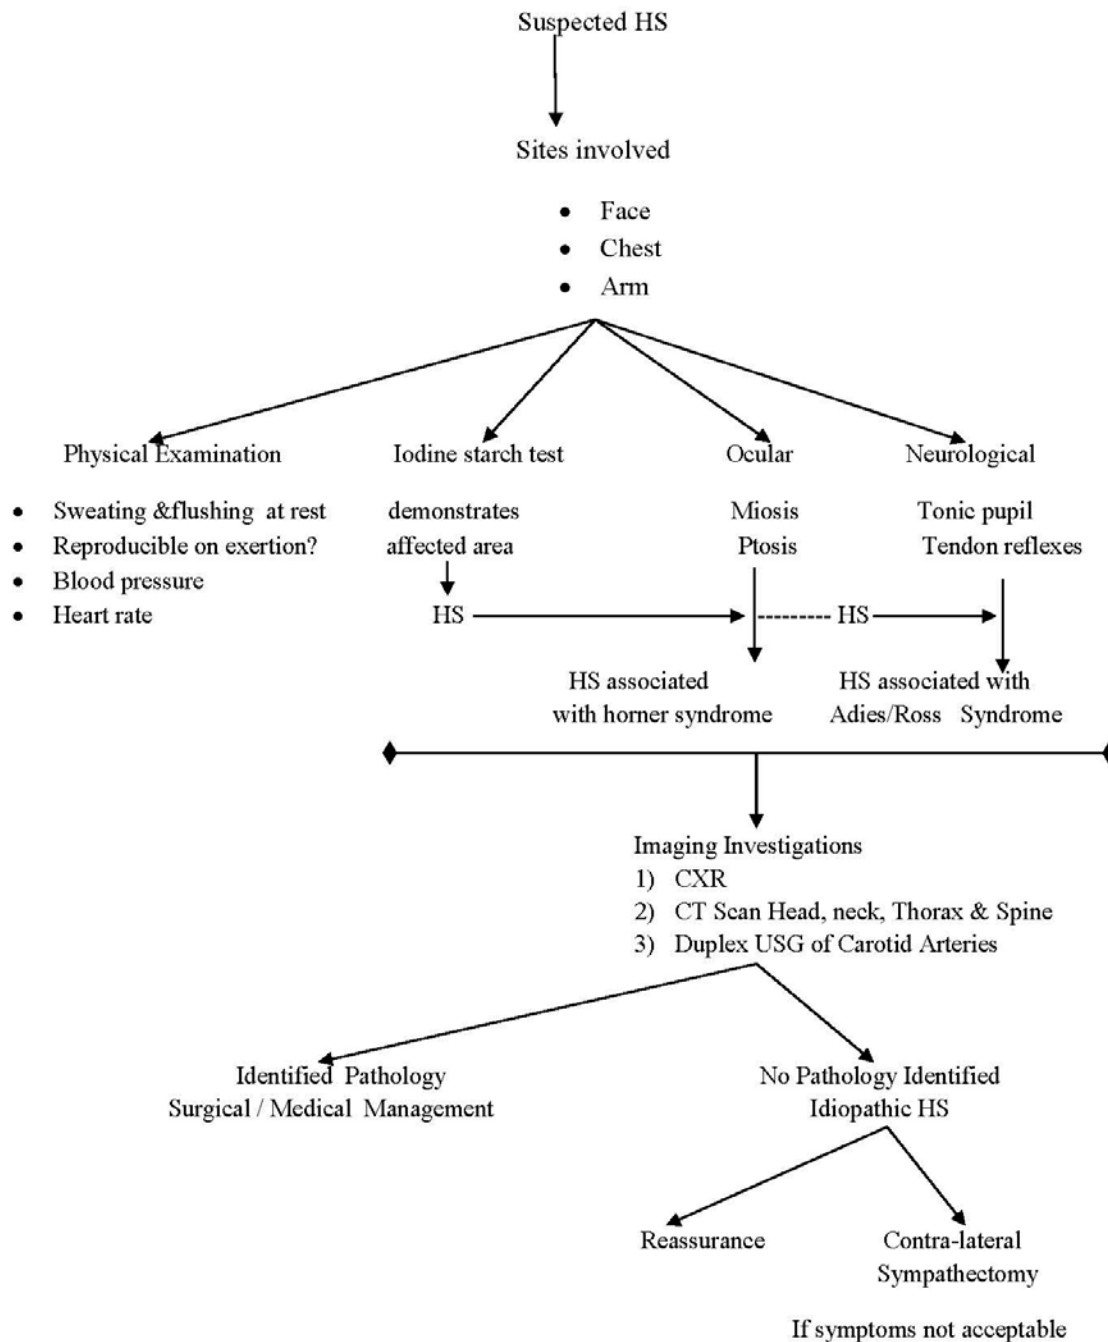 Suspected HS
Sites involved
• Face
• Chest
• Arm
Physical Examination
• Sweating &flushing at rest
• Reproducible on exertion?
• Blood pressure
• Heart rate
Iodine starch test
demonstrates
affected area
HS
Ocular
Miosis
Ptosis
HS
Neurological
Tonic pupil
Tendon reflexes
HS associated
with horner syndrome
HS associated with
Adies/Ross Syndrome
Imaging Investigations
1) CXR
2) CT Scan Head, neck, Thorax & Spine
3) Duplex USG of Carotid Arteries
Identified Pathology
Surgical / Medical Management
No Pathology Identified
Idiopathic HS
Reassurance
Contra-lateral
Sympathectomy
If symptoms not acceptable